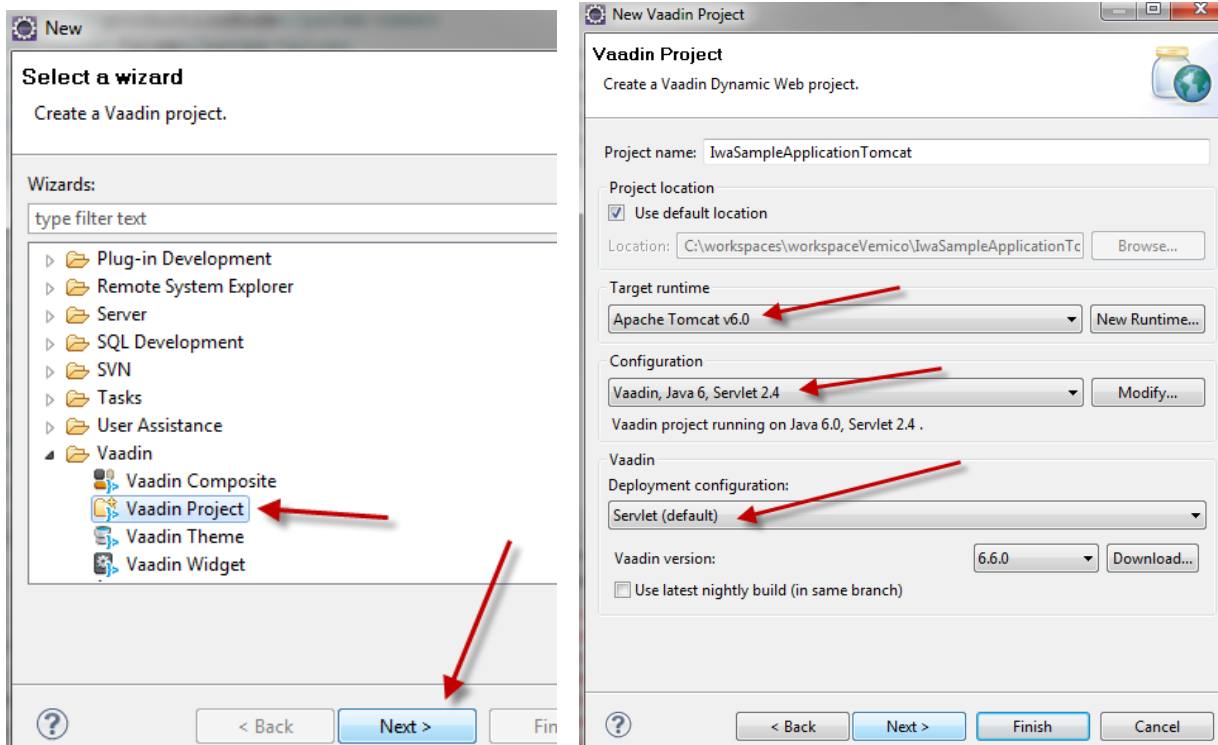 New
Select a wizard
Create a Vaadin project.
Wizards:
type filter text
Plug-in Development
Remote System Explorer
Server
SQL Development
SVN
Tasks
User Assistance
Vaadin
Vaadin Composite
Vaadin Project
Vaadin Theme
Vaadin Widget
? < Back Next > Fin
New Vaadin Project
Vaadin Project
Create a Vaadin Dynamic Web project.
Project name: IwaSampleApplicationTomcat
Project location
Use default location
Location: C:\workspaces\workspaceVemico\IwaSampleApplicationTc Browse...
Target runtime
Apache Tomcat v6.0 New Runtime...
Configuration
Vaadin, Java 6, Servlet 2.4 Modify...
Vaadin project running on Java 6.0, Servlet 2.4 .
Vaadin
Deployment configuration:
Servlet (default)
Vaadin version: 6.6.0 Download...
Use latest nightly build (in same branch)
? < Back Next > Finish Cancel